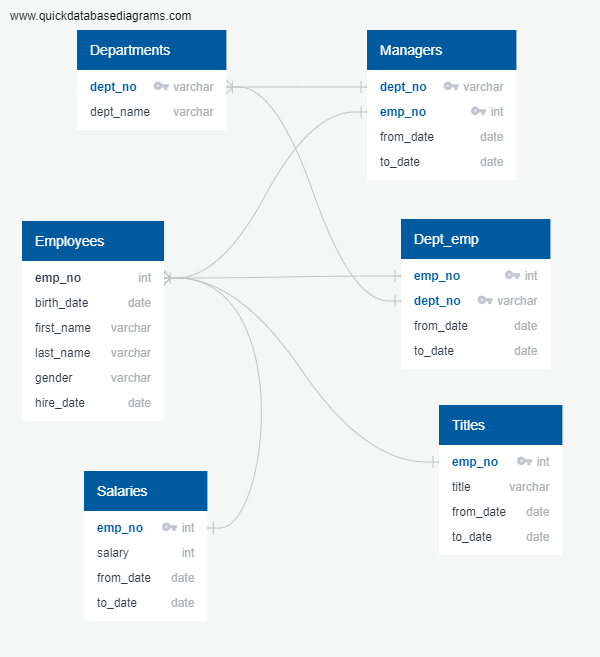 www.quickdatabasediagrams.com
Departments
dept_no varchar
dept_name varchar
Managers
dept_no varchar
emp_no int
from_date date
to_date date
Employees
emp_no int
birth_date date
first_name varchar
last_name varchar
gender varchar
hire_date date
Dept_emp
emp_no int
dept_no varchar
from_date date
to_date date
Titles
emp_no int
title varchar
from_date date
to_date date
Salaries
emp_no int
salary int
from_date date
to_date date